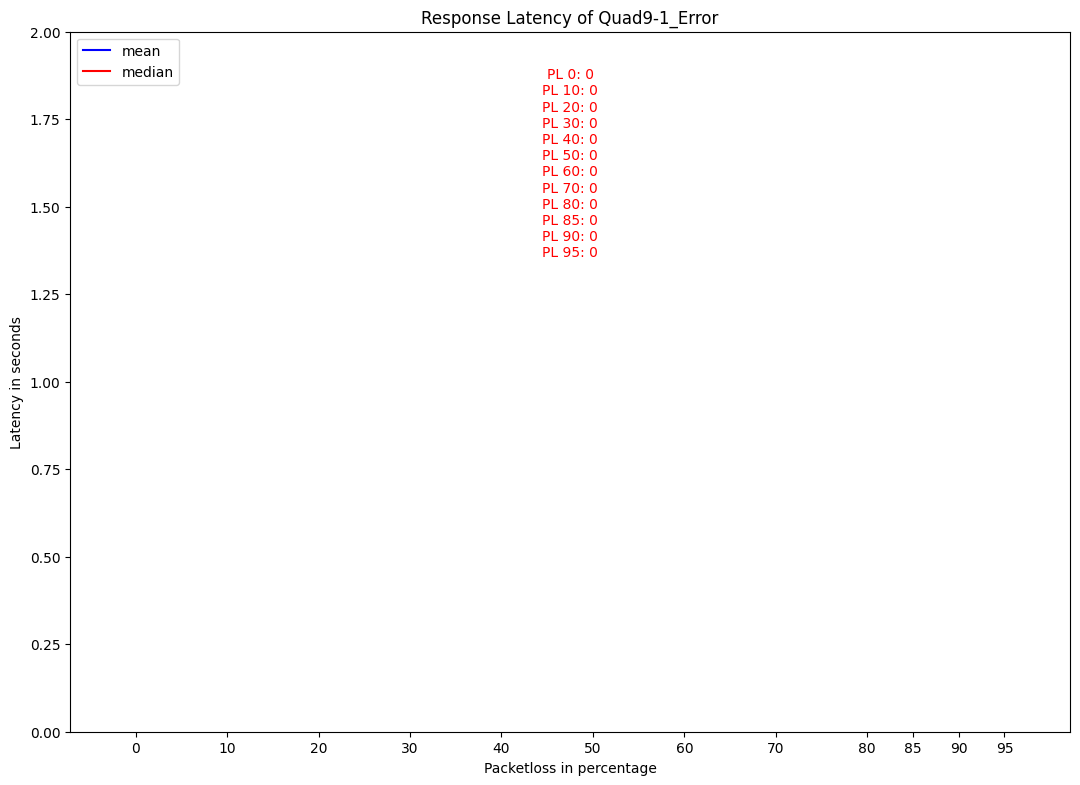 Response Latency of Quad9-1_Error
mean
median
PL 0: 0
PL 10: 0
PL 20: 0
PL 30: 0
PL 40: 0
PL 50: 0
PL 60: 0
PL 70: 0
PL 80: 0
PL 85: 0
PL 90: 0
PL 95: 0
2.00
1.75
1.50
1.25
1.00
0.75
0.50
0.25
0.00
Latency in seconds
0 10 20 30 40 50 60 70 80 85 90 95
Packetloss in percentage